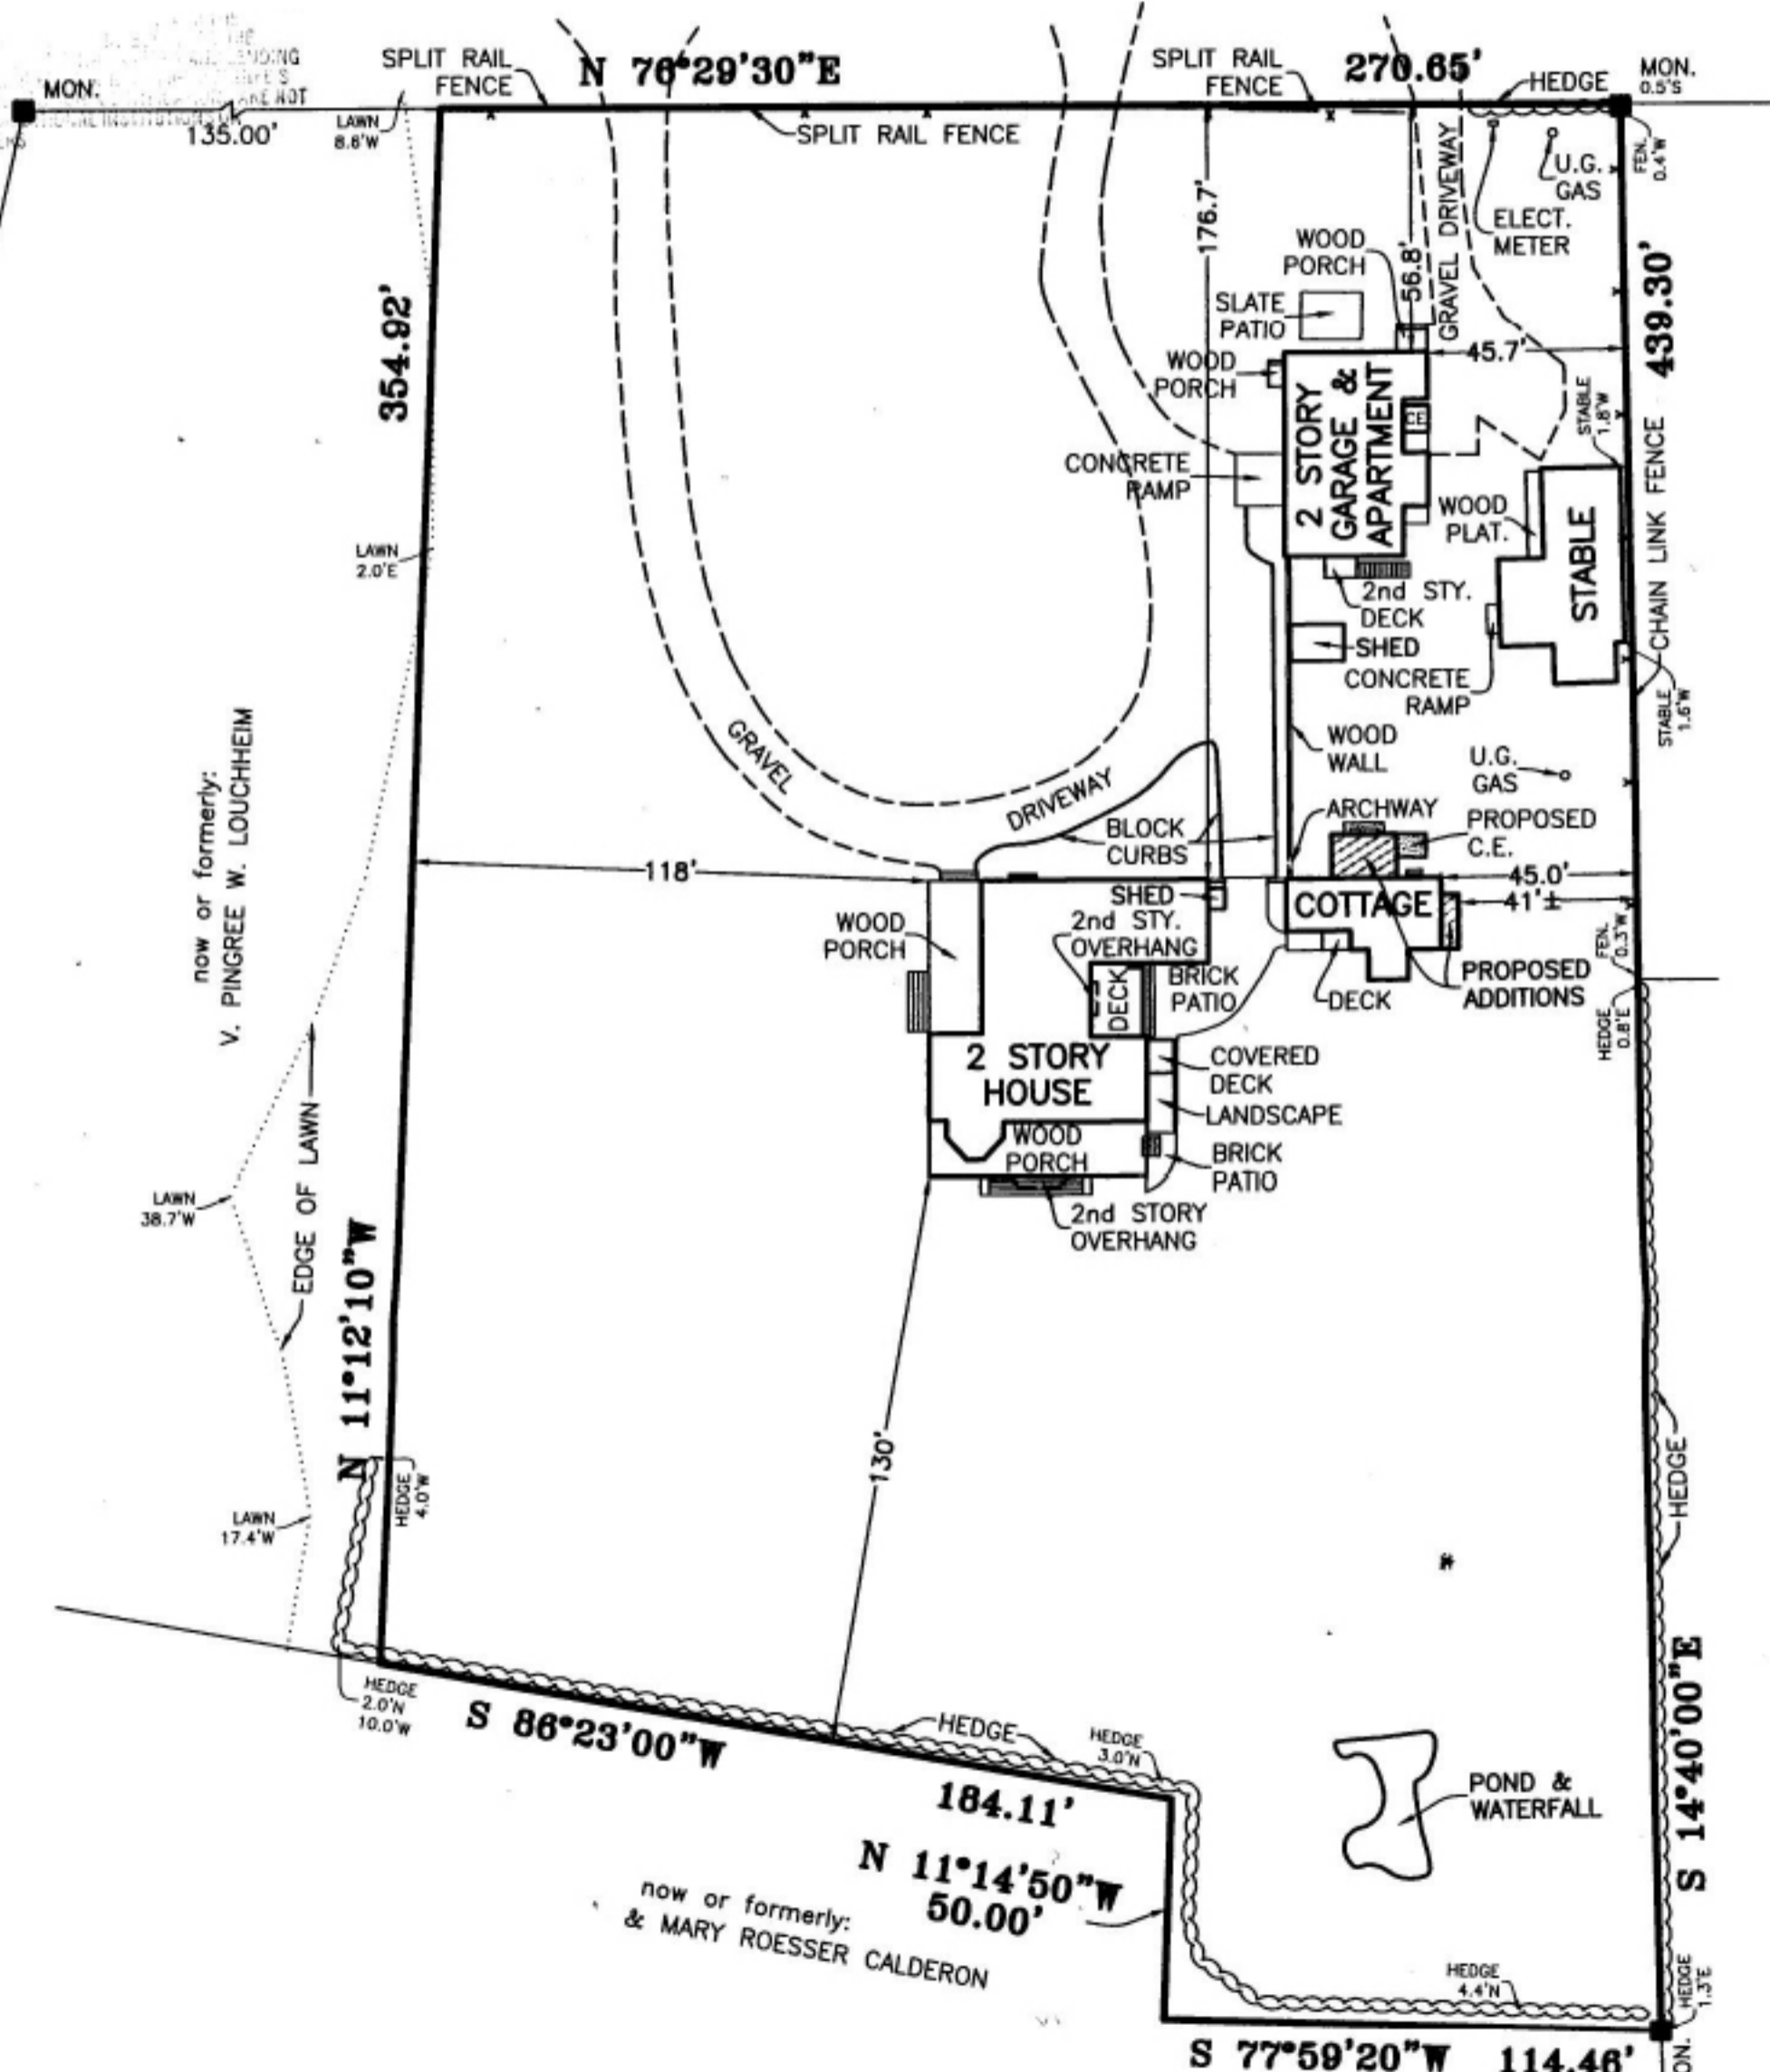 MON.
135.00'
SPLIT RAIL
FENCE
N 76°29'30"E
SPLIT RAIL
FENCE
270.65'
HEDGE
MON.
0.5'S
LAWN
8.8'W
SPLIT RAIL FENCE
FEN.
0.4'W
U.G.
GAS
ELECT.
METER
GRAVEL DRIVEWAY
176.7'
56.8'
WOOD
PORCH
SLATE
PATIO
WOOD
PORCH
45.7'
439.30'
354.92'
2 STORY
GARAGE &
APARTMENT
CE
STABLE
1.8'W
CONCRETE
RAMP
WOOD
PLAT.
STABLE
CHAIN LINK FENCE
LAWN
2.0'E
2nd STY.
DECK
SHED
CONCRETE
RAMP
STABLE
1.6'W
now or formerly:
V. PINGREE W. LOUCHHEIM
GRAVEL
DRIVEWAY
WOOD
WALL
U.G.
GAS
ARCHWAY
PROPOSED
C.E.
BLOCK
CURBS
118'
45.0'
41'±
SHED
COTTAGE
WOOD
PORCH
2nd STY.
OVERHANG
DECK
BRICK
PATIO
DECK
PROPOSED
ADDITIONS
FEN.
0.3'W
HEDGE
0.8'E
2 STORY
HOUSE
COVERED
DECK
LANDSCAPE
WOOD
PORCH
BRICK
PATIO
2nd STORY
OVERHANG
EDGE OF LAWN
LAWN
38.7'W
N 11°12'10"W
130'
HEDGE
4.0'W
HEDGE
LAWN
17.4'W
HEDGE
2.0'N
10.0'W
S 86°23'00"W
HEDGE
HEDGE
3.0'N
184.11'
POND &
WATERFALL
S 14°40'00"E
N 11°14'50"W
50.00'
now or formerly:
& MARY ROESSER CALDERON
HEDGE
4.4'N
HEDGE
1.3'E
S 77°59'20"W 114.46'